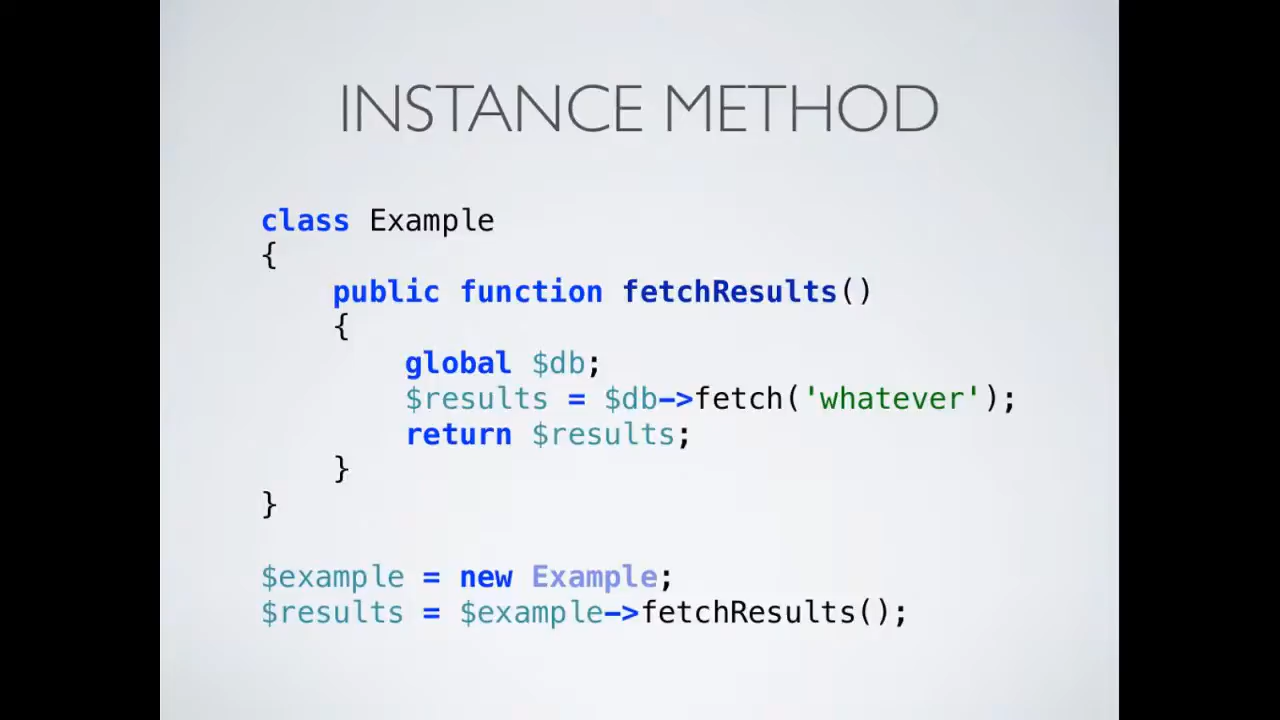 INSTANCE METHOD
class Example
{
    public function fetchResults()
    {
        global $db;
        $results = $db->fetch('whatever');
        return $results;
    }
}
$example = new Example;
$results = $example->fetchResults();